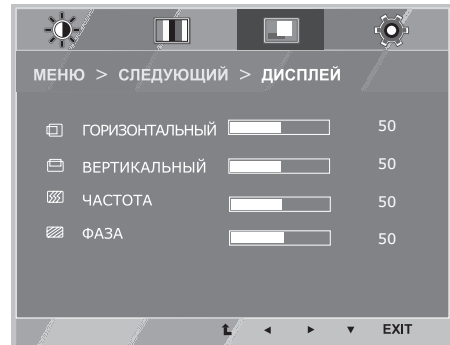 МЕНЮ > СЛЕДУЮЩИЙ > ДИСПЛЕЙ
ГОРИЗОНТАЛЬНЫЙ 50
ВЕРТИКАЛЬНЫЙ 50
ЧАСТОТА 50
ФАЗА 50
EXIT